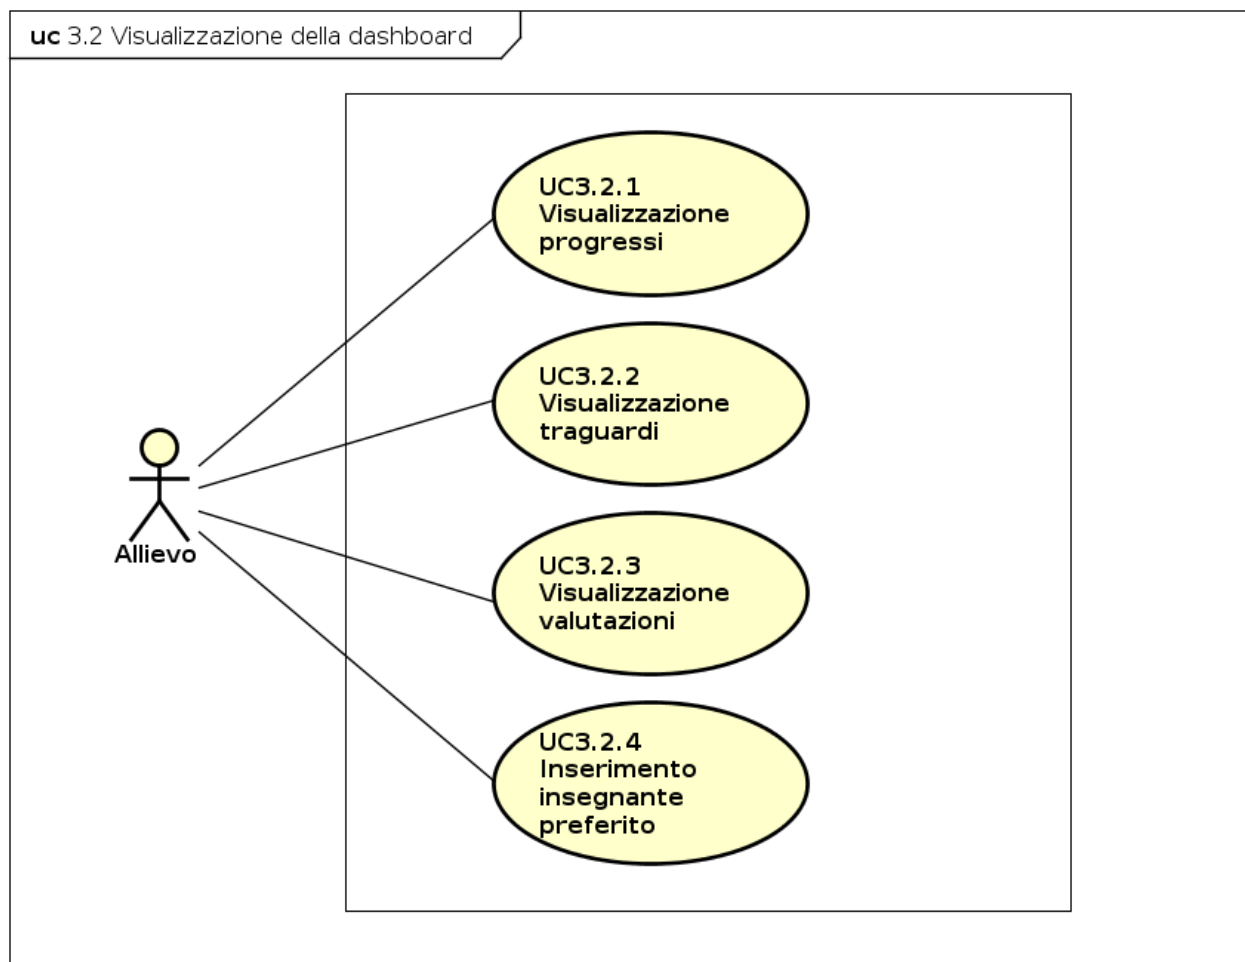 uc 3.2 Visualizzazione della dashboard
UC3.2.1
Visualizzazione
progressi
UC3.2.2
Visualizzazione
traguardi
Allievo
UC3.2.3
Visualizzazione
valutazioni
UC3.2.4
Inserimento
insegnante
preferito